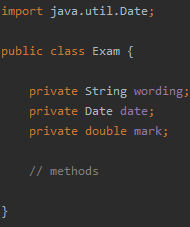 import java.util.Date;
public class Exam {
private String wording;
private Date date;
private double mark;
// methods
}